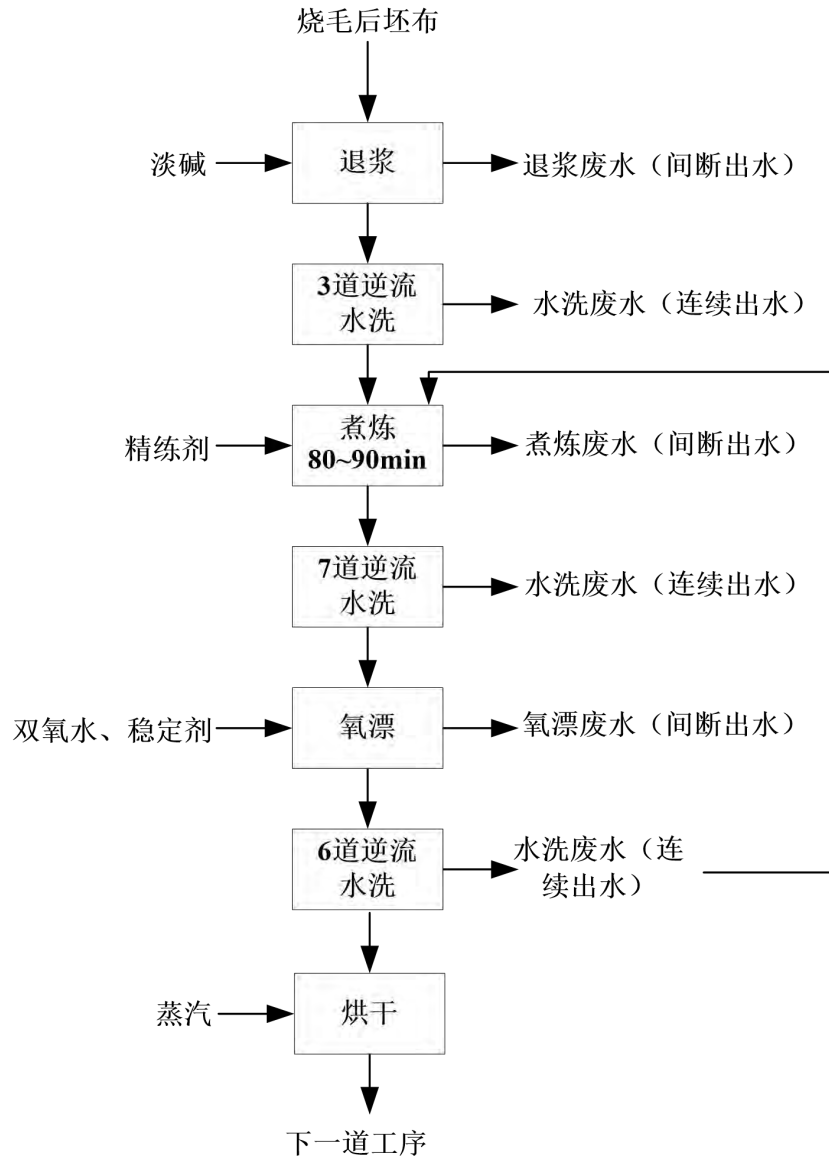 烧毛后坯布
淡碱
退浆
退浆废水（间断出水）
3道逆流
水洗
水洗废水（连续出水）
精练剂
煮炼
80~90min
煮炼废水（间断出水）
7道逆流
水洗
水洗废水（连续出水）
双氧水、稳定剂
氧漂
氧漂废水（间断出水）
6道逆流
水洗
水洗废水（连
续出水）
蒸汽
烘干
下一道工序